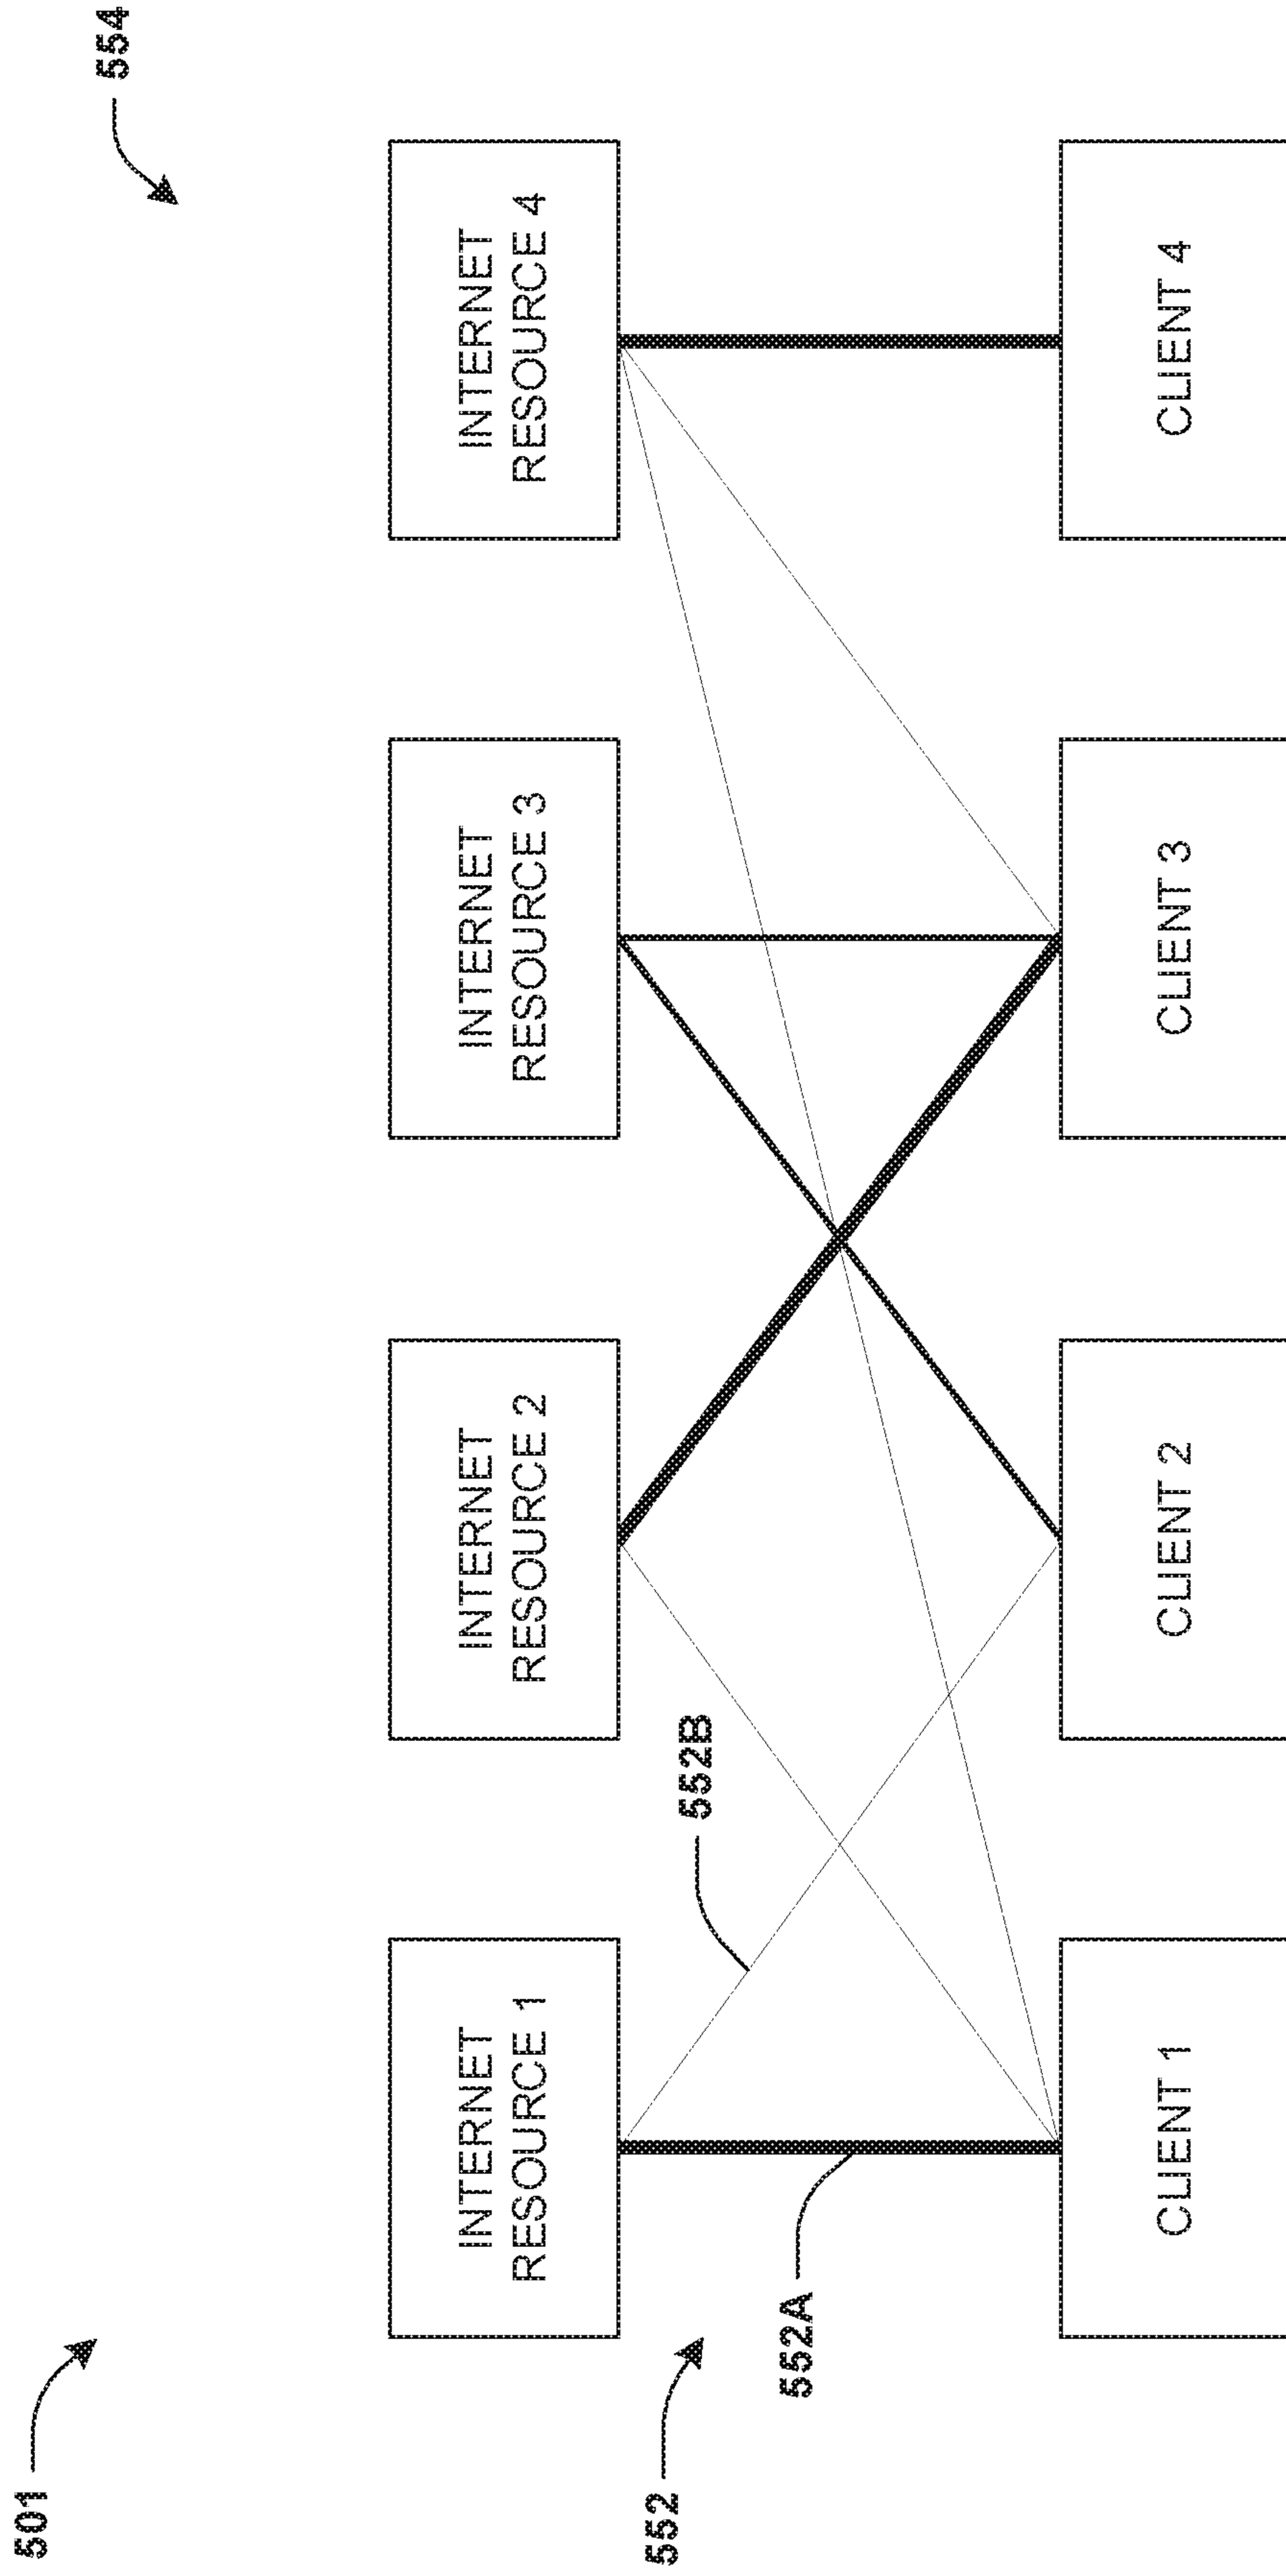 501
554
INTERNET
RESOURCE 1
INTERNET
RESOURCE 2
INTERNET
RESOURCE 3
INTERNET
RESOURCE 4
552
552A
552B
CLIENT 1
CLIENT 2
CLIENT 3
CLIENT 4